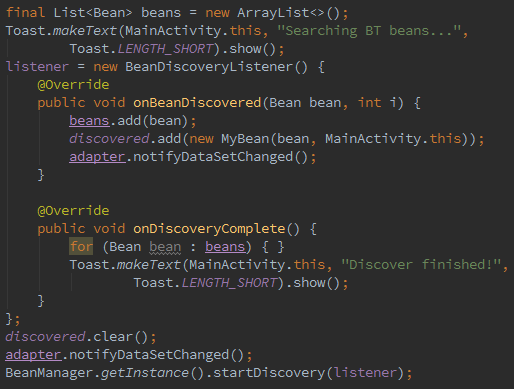 final List<Bean> beans = new ArrayList<>();
Toast.makeText(MainActivity.this, "Searching BT beans...",
        Toast.LENGTH_SHORT).show();
listener = new BeanDiscoveryListener() {
    @Override
    public void onBeanDiscovered(Bean bean, int i) {
        beans.add(bean);
        discovered.add(new MyBean(bean, MainActivity.this));
        adapter.notifyDataSetChanged();
    }

    @Override
    public void onDiscoveryComplete() {
        for (Bean bean : beans) { }
        Toast.makeText(MainActivity.this, "Discover finished!",
                Toast.LENGTH_SHORT).show();
    }
};
discovered.clear();
adapter.notifyDataSetChanged();
BeanManager.getInstance().startDiscovery(listener);